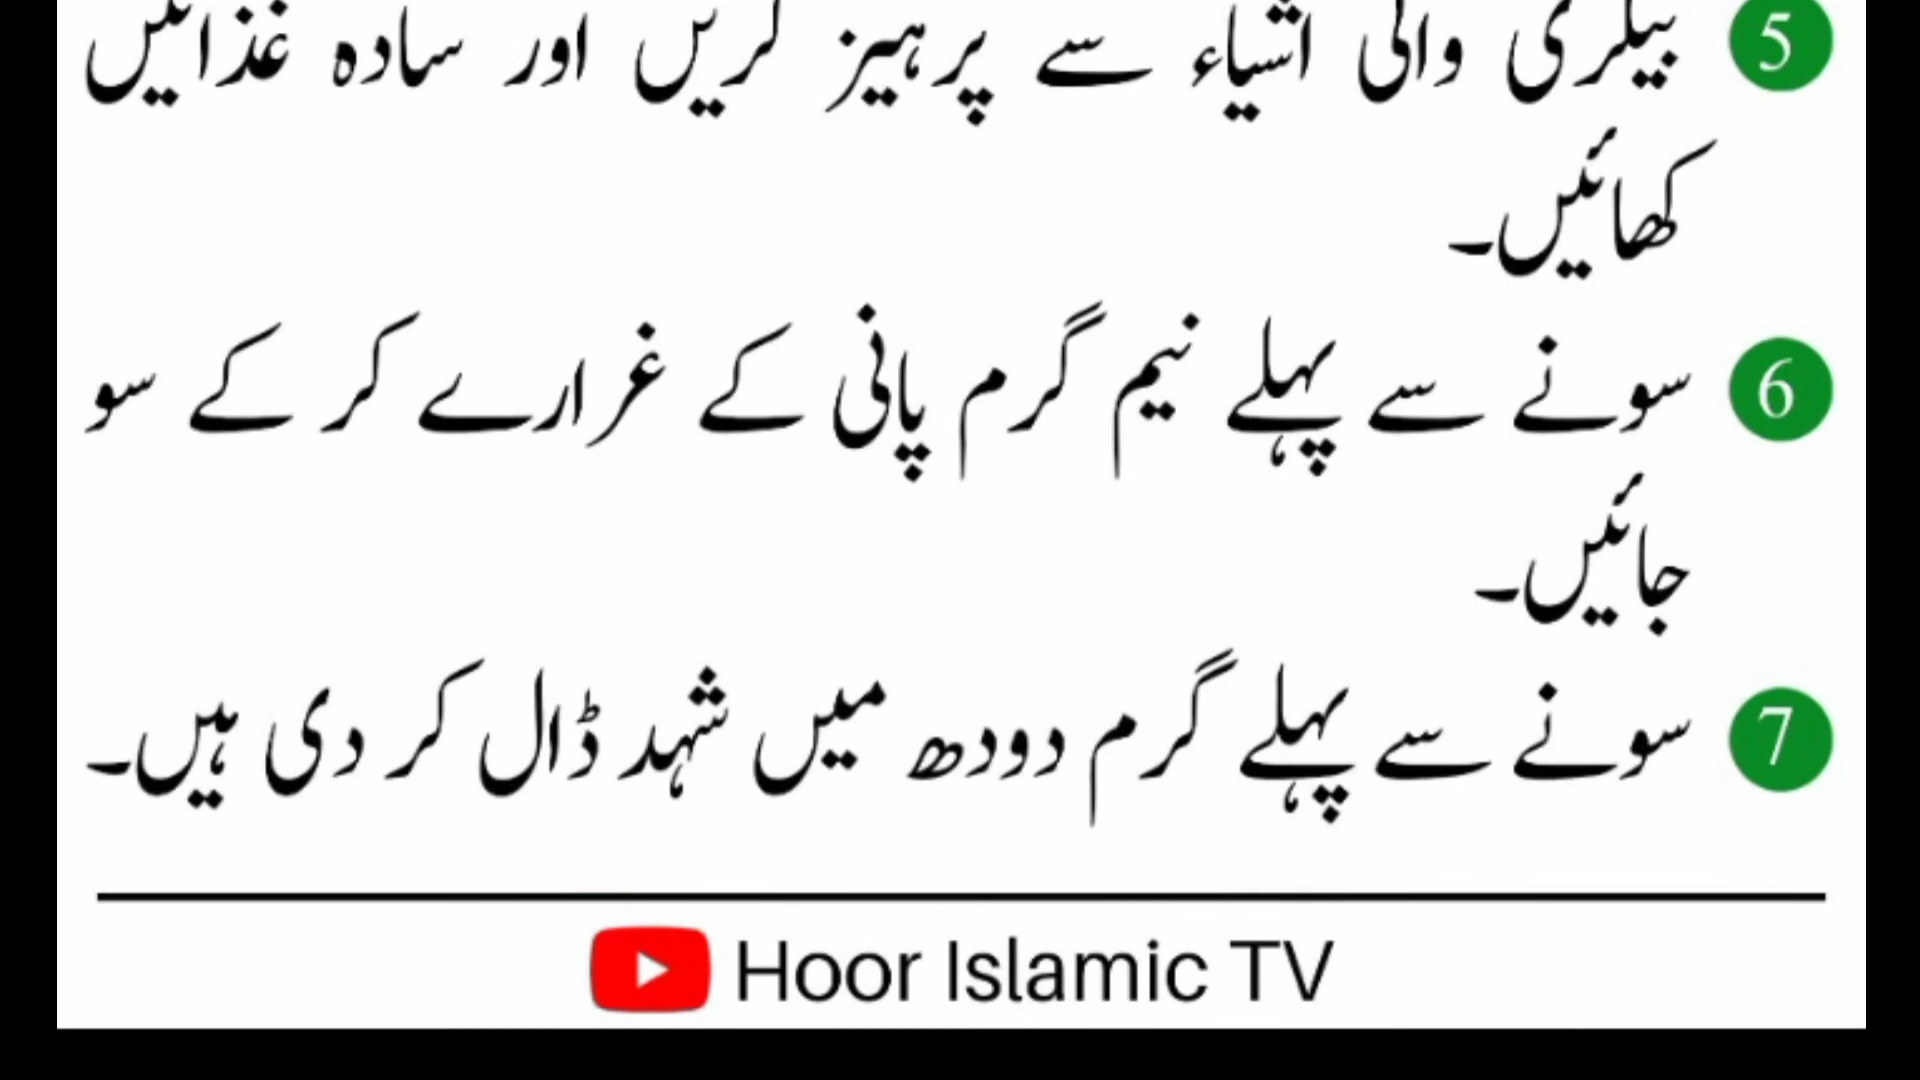 5 بیکری والی اشیاء سے پرہیز کریں اور سادہ غذائیں
کھائیں۔
6 سونے سے پہلے نیم گرم پانی کے غرارے کر کے سو
جائیں۔
7 سونے سے پہلے گرم دودھ میں شہد ڈال کر دی ہیں۔
Hoor Islamic TV